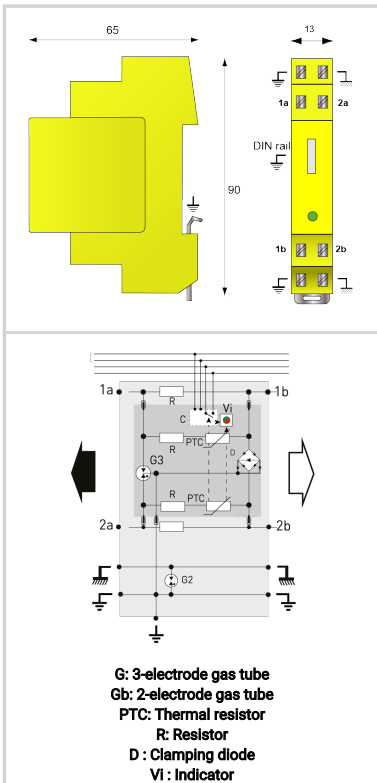 65
13
1a
2a
DIN rail
90
1b
2b
1a
1b
R
C
Vi
PTC
R
D
G3
R
PTC
2a
2b
G2
G: 3-electrode gas tube
Gb: 2-electrode gas tube
PTC: Thermal resistor
R: Resistor
D : Clamping diode
Vi : Indicator